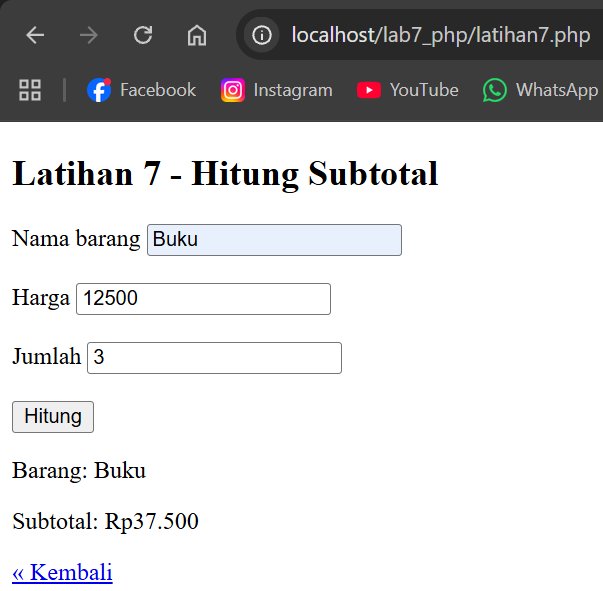 localhost/lab7_php/latihan7.php
Facebook Instagram YouTube WhatsApp
Latihan 7 - Hitung Subtotal
Nama barang Buku
Harga 12500
Jumlah 3
Hitung
Barang: Buku
Subtotal: Rp37.500
« Kembali